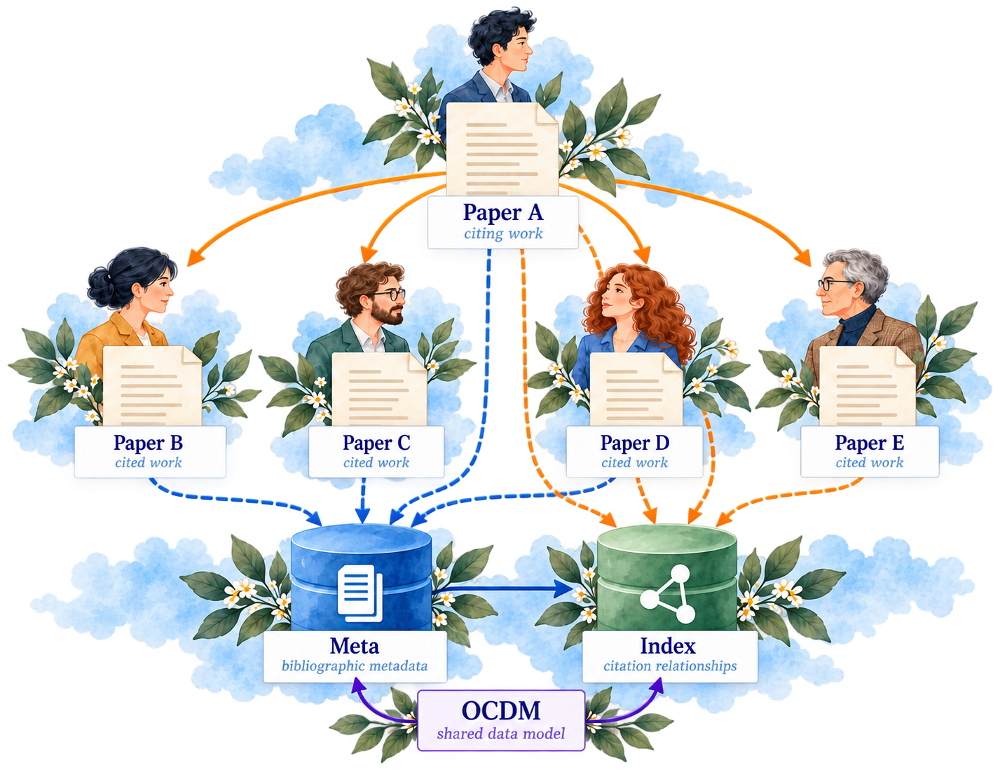 Paper A
citing work
Paper B
cited work
Paper C
cited work
Paper D
cited work
Paper E
cited work
Meta
bibliographic metadata
Index
citation relationships
OCDM
shared data model